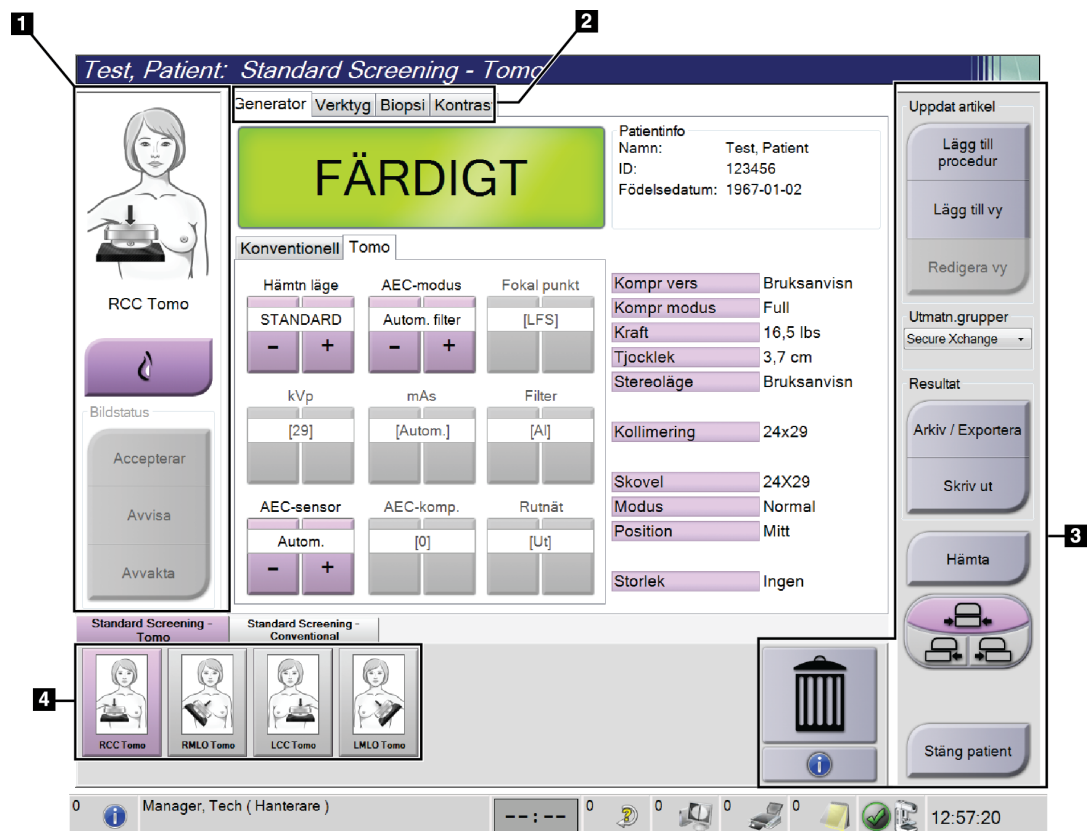 1
2
Test, Patient: Standard Screening - Tomo
Generator Verktyg Biopsi Kontras
RCC Tomo
Bildstatus
Accepterar
Avvisa
Avvakta
FÄRDIGT
Patientinfo
Namn: Test, Patient
ID: 123456
Födelsedatum: 1967-01-02
Konventionell Tomo
Hämtn läge AEC-modus Fokal punkt
STANDARD Autom. filter [LFS]
- + - +
kVp mAs Filter
[29] [Autom.] [Al]
AEC-sensor AEC-komp. Rutnät
Autom. [0] [Ut]
- +
Kompr vers Bruksanvisn
Kompr modus Full
Kraft 16,5 lbs
Tjocklek 3,7 cm
Stereoläge Bruksanvisn
Kollimering 24x29
Skovel 24X29
Modus Normal
Position Mitt
Storlek Ingen
Uppdat artikel
Lägg till procedur
Lägg till vy
Redigera vy
Utmatn.grupper
Secure Xchange
Resultat
Arkiv / Exportera
Skriv ut
3
Hämta
Stäng patient
Standard Screening - Tomo
Standard Screening - Conventional
4
RCC Tomo RMLO Tomo LCC Tomo LMLO Tomo
0 Manager, Tech ( Hanterare ) --:-- 0 0 0 0 12:57:20